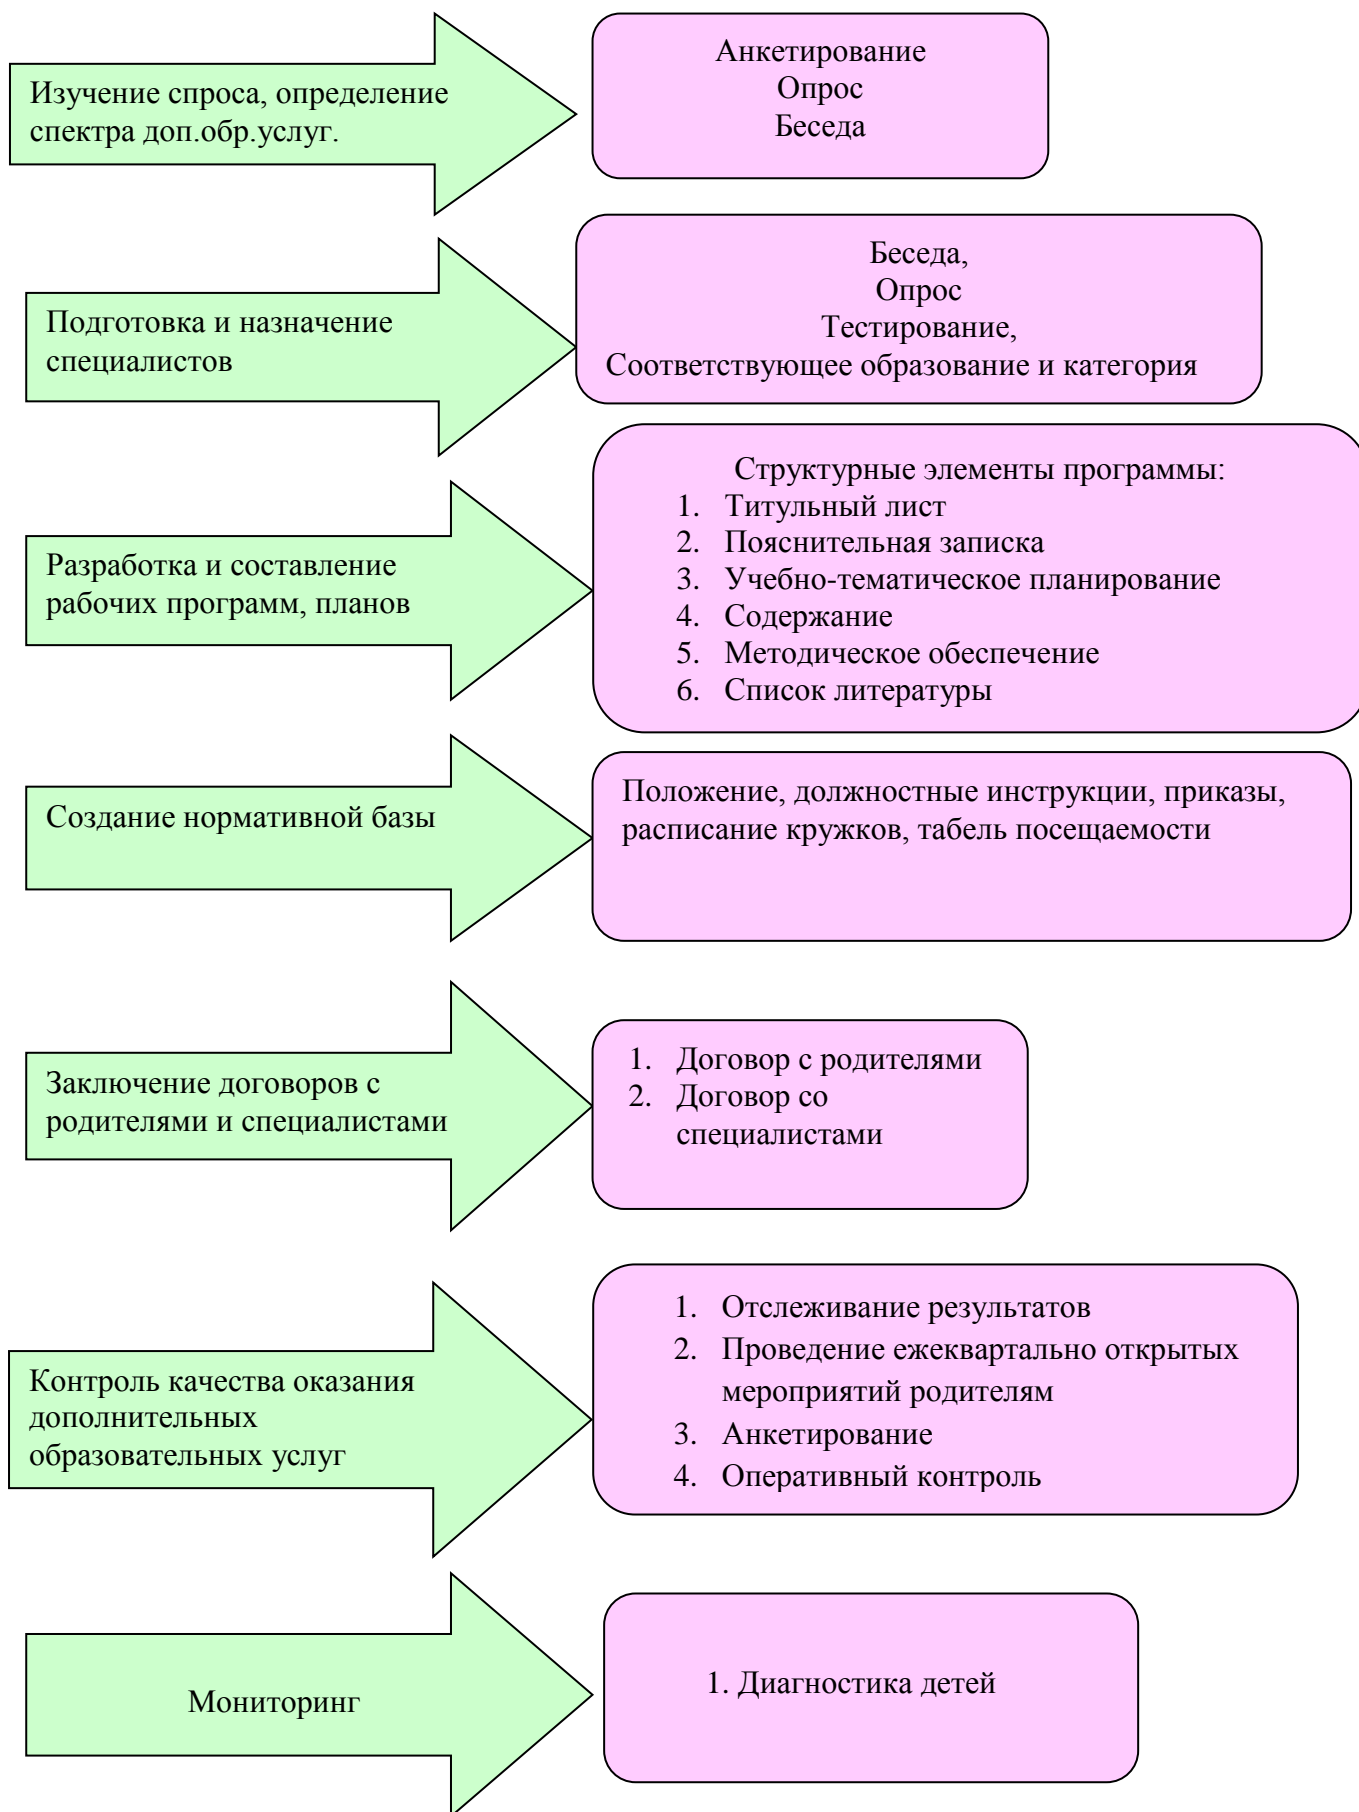 Изучение спроса, определение
спектра доп.обр.услуг.
Анкетирование
Опрос
Беседа
Подготовка и назначение
специалистов
Беседа,
Опрос
Тестирование,
Соответствующее образование и категория
Разработка и составление
рабочих программ, планов
Структурные элементы программы:
1. Титульный лист
2. Пояснительная записка
3. Учебно-тематическое планирование
4. Содержание
5. Методическое обеспечение
6. Список литературы
Создание нормативной базы
Положение, должностные инструкции, приказы,
расписание кружков, табель посещаемости
Заключение договоров с
родителями и специалистами
1. Договор с родителями
2. Договор со
специалистами
Контроль качества оказания
дополнительных
образовательных услуг
1. Отслеживание результатов
2. Проведение ежеквартально открытых
мероприятий родителям
3. Анкетирование
4. Оперативный контроль
Мониторинг
1. Диагностика детей